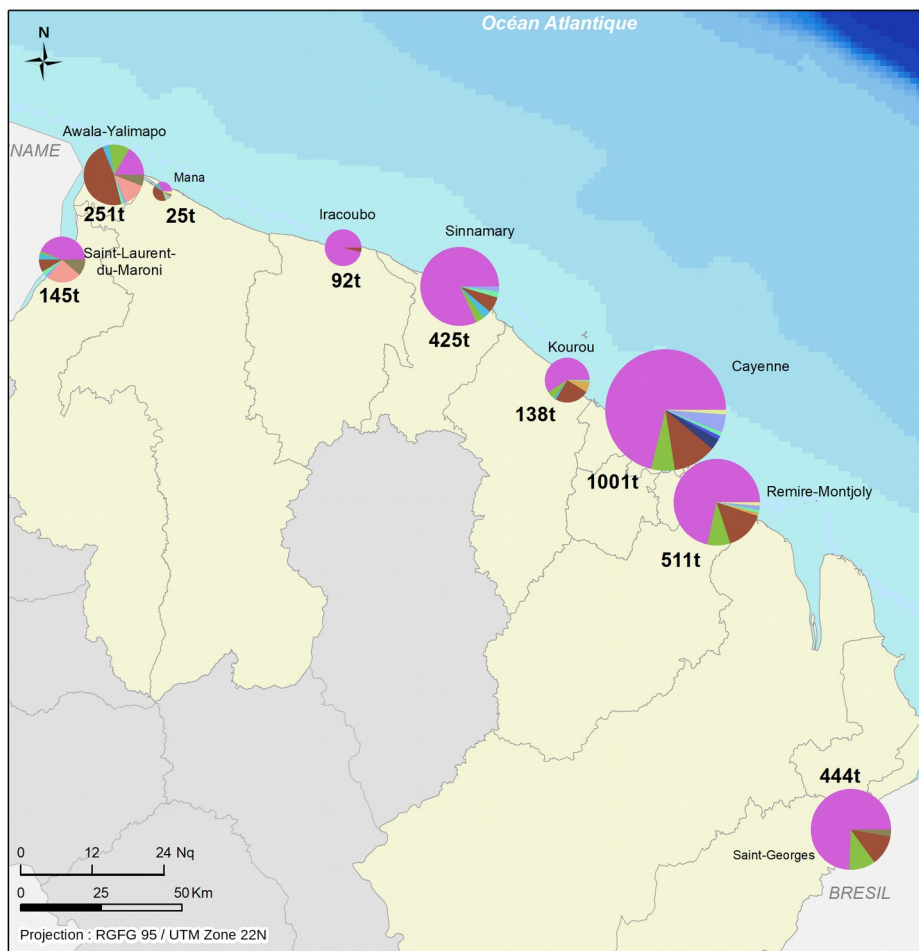 Océan Atlantique
N
Awala-Yalimapo
NAME
Mana
251t
25t
Iracoubo
Sinnamary
Saint-Laurent-
du-Maroni
92t
145t
425t
Kourou
Cayenne
138t
1001t
Remire-Montjoly
511t
444t
Saint-Georges
BRESIL
0 12 24 Nq
0 25 50 Km
Projection : RGFG 95 / UTM Zone 22N